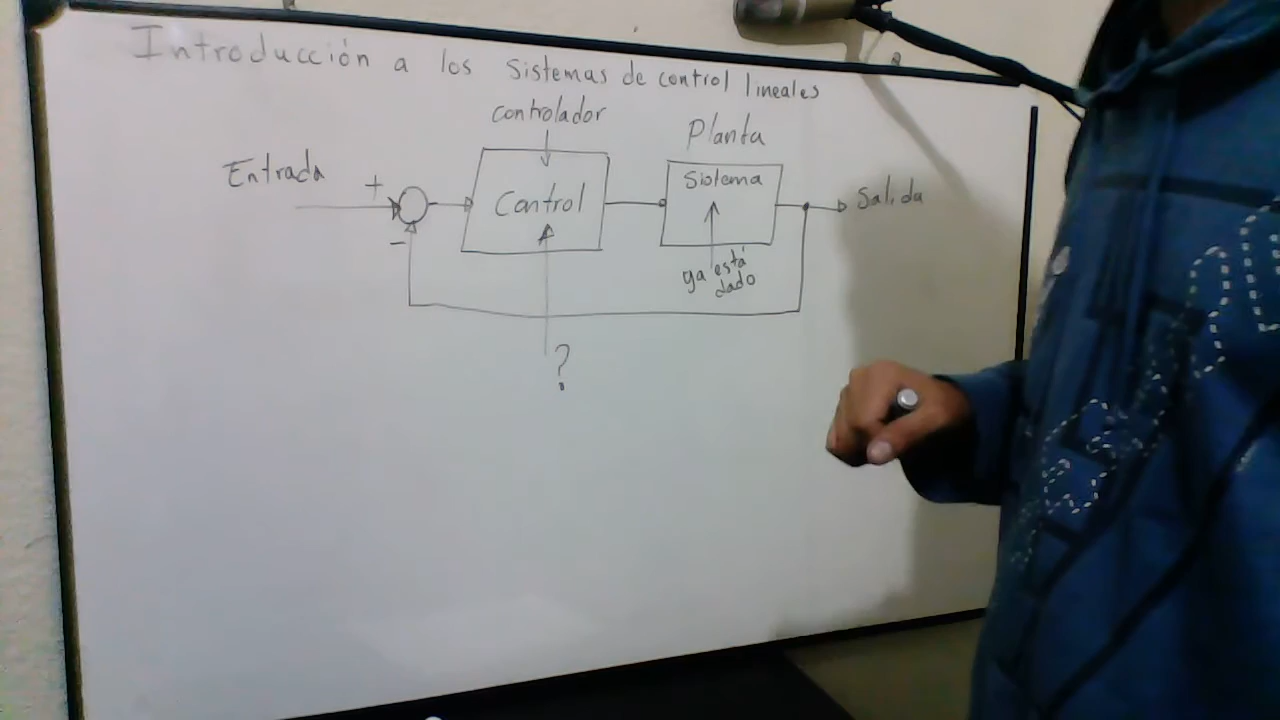 Introducción a los Sistemas de control lineales
controlador
Planta
Entrada
+
Control
Sistema
Salida
-
ya está
dado
?